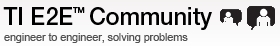 TI E2E™ Community
engineer to engineer, solving problems